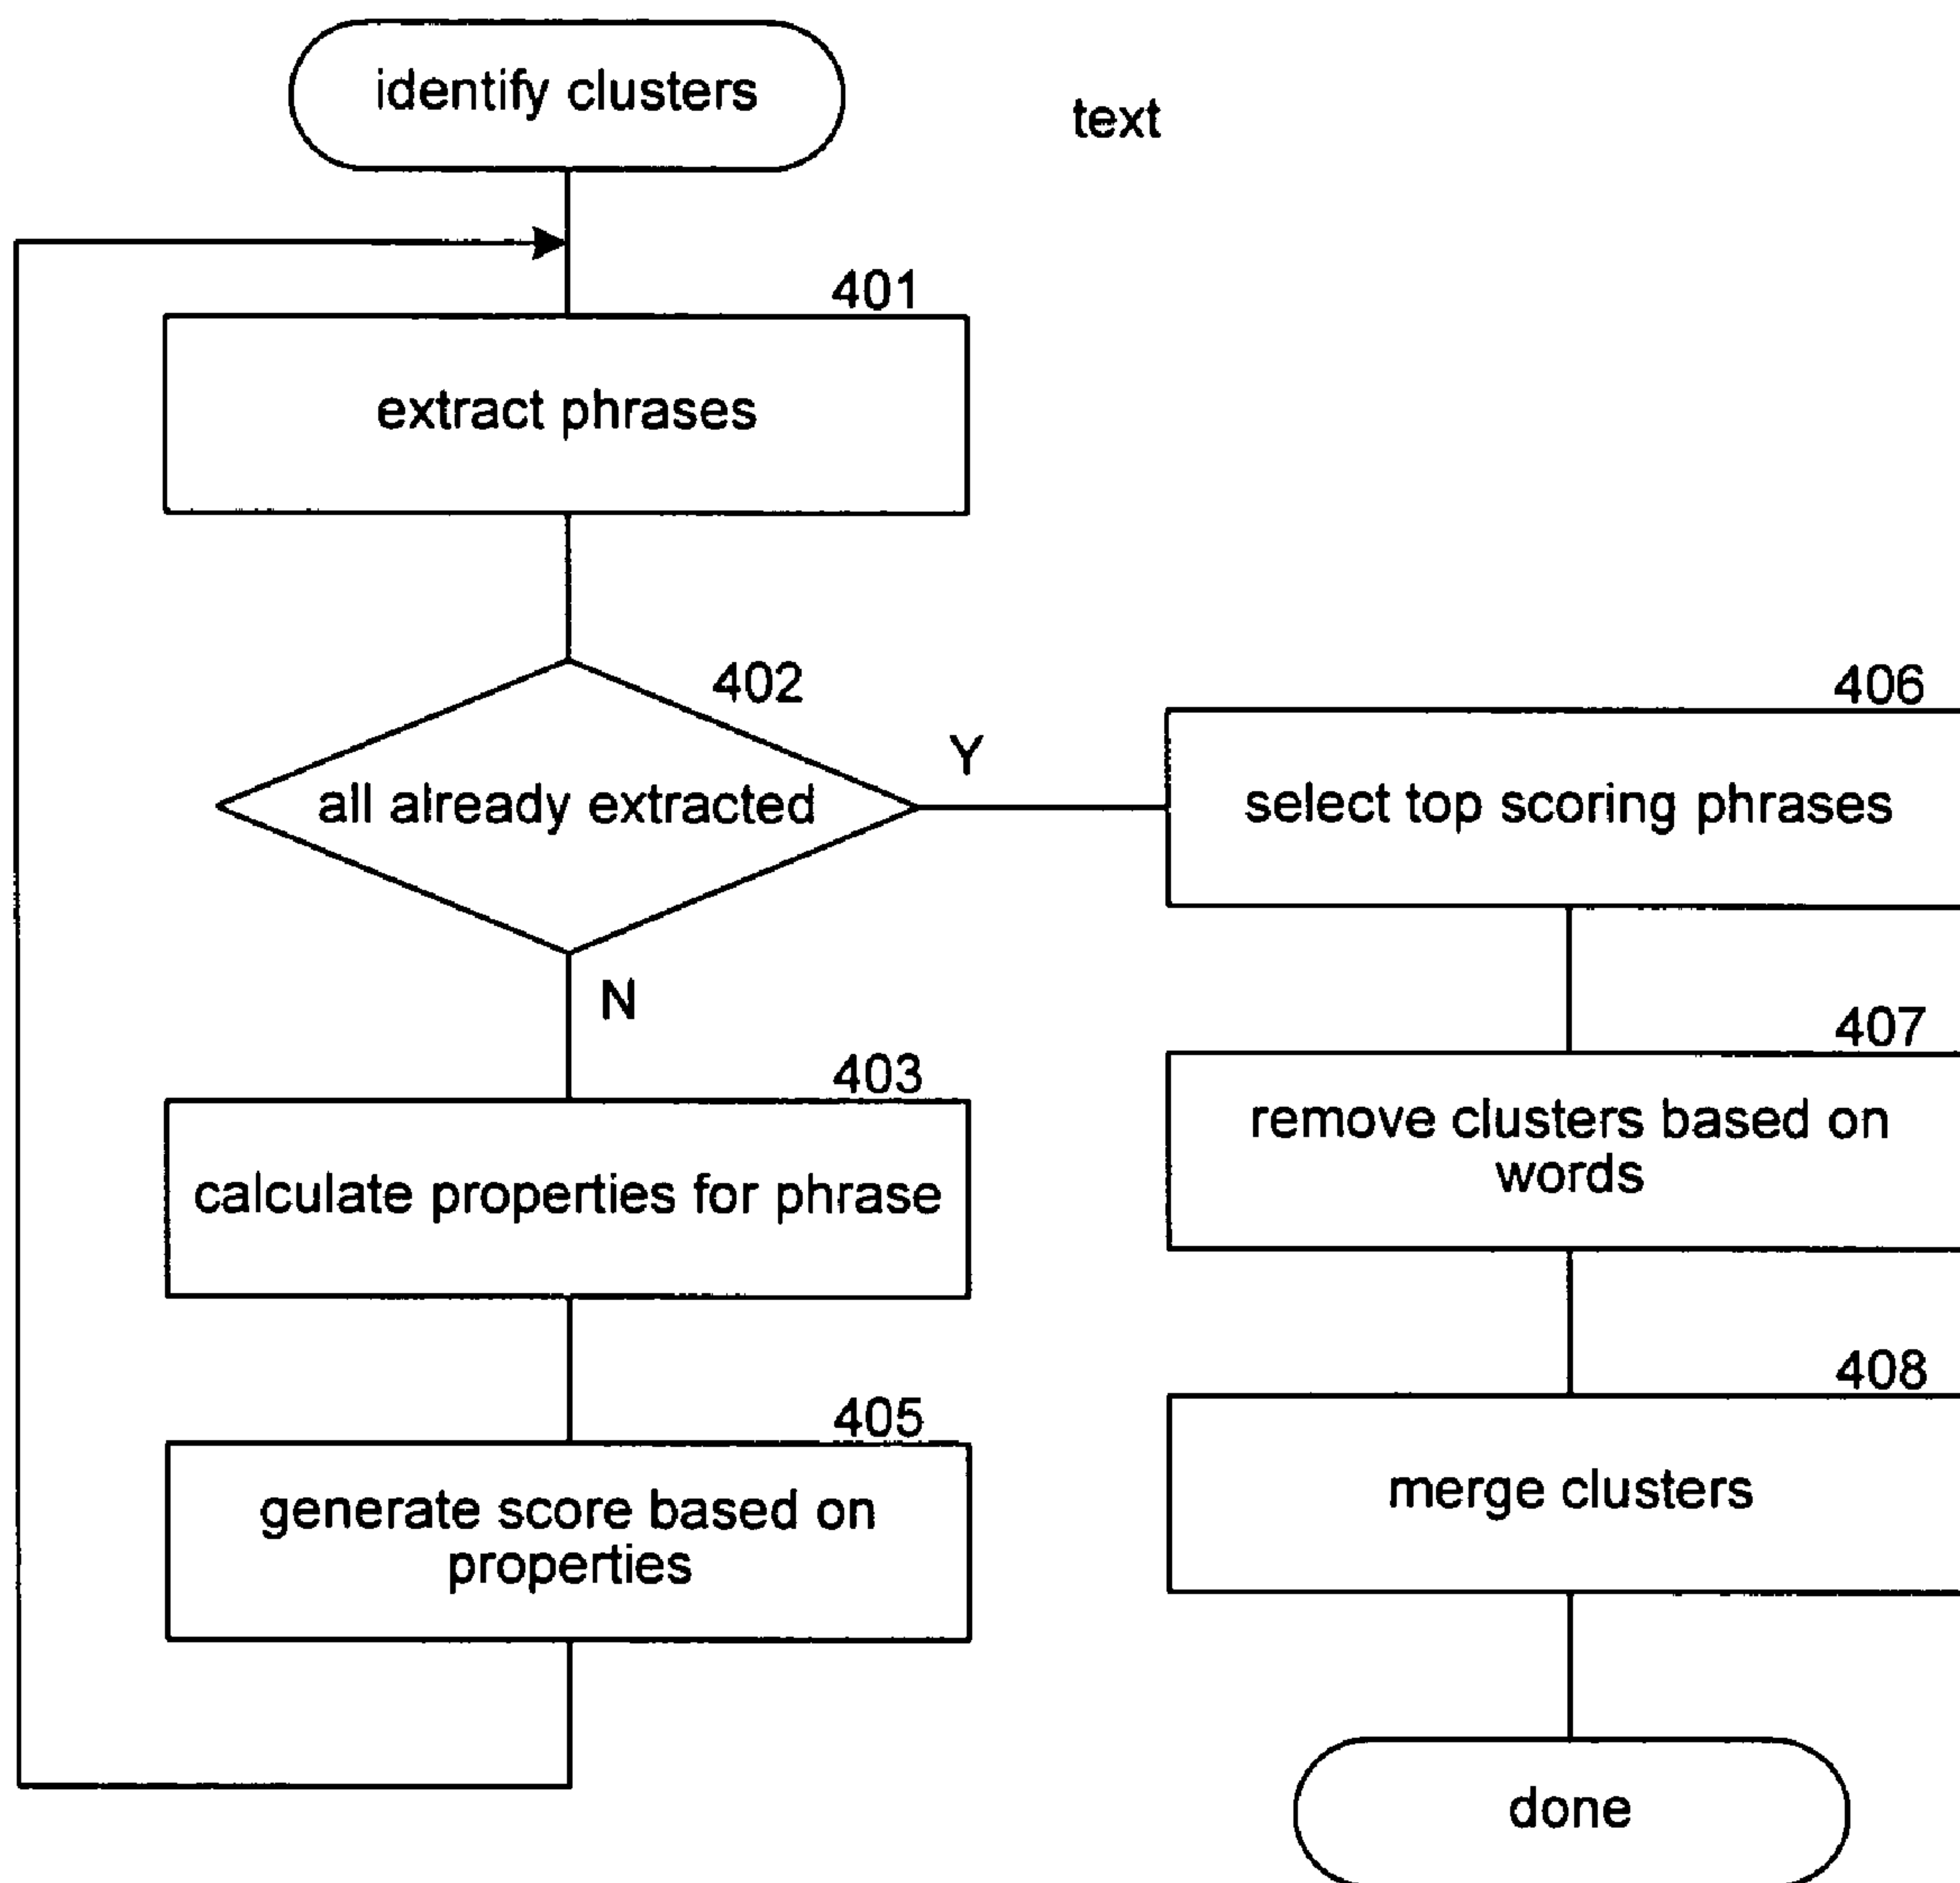 identify clusters
text
401
extract phrases
402
all already extracted
Y
N
403
calculate properties for phrase
405
generate score based on
properties
406
select top scoring phrases
407
remove clusters based on
words
408
merge clusters
done